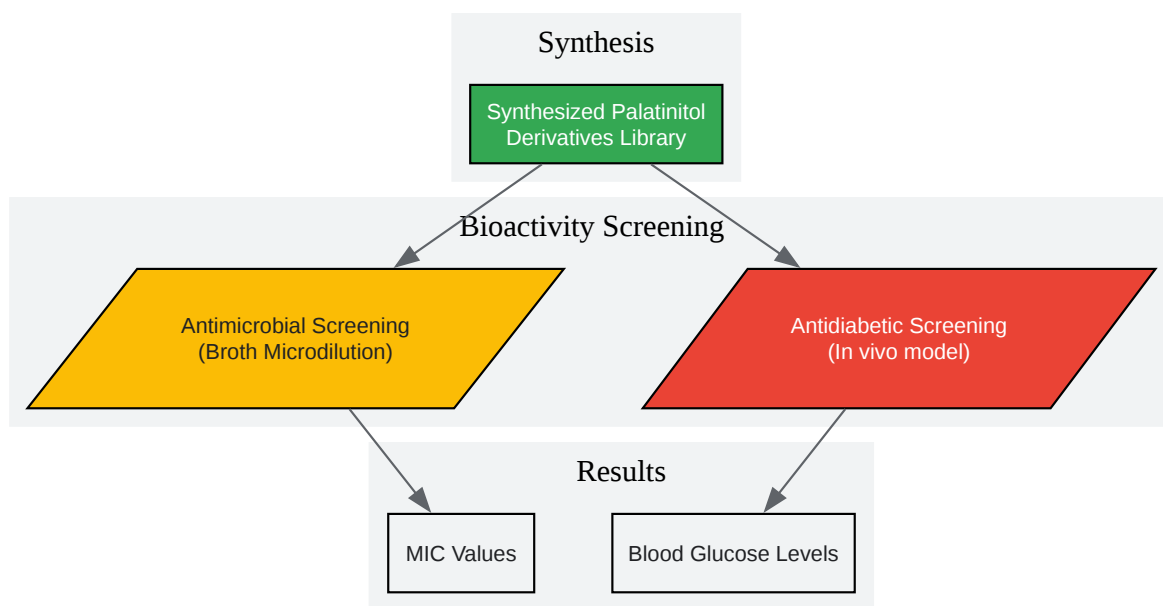 Synthesis
Synthesized Palatinitol
Derivatives Library
Bioactivity Screening
Antimicrobial Screening
(Broth Microdilution)
Antidiabetic Screening
(In vivo model)
Results
MIC Values
Blood Glucose Levels